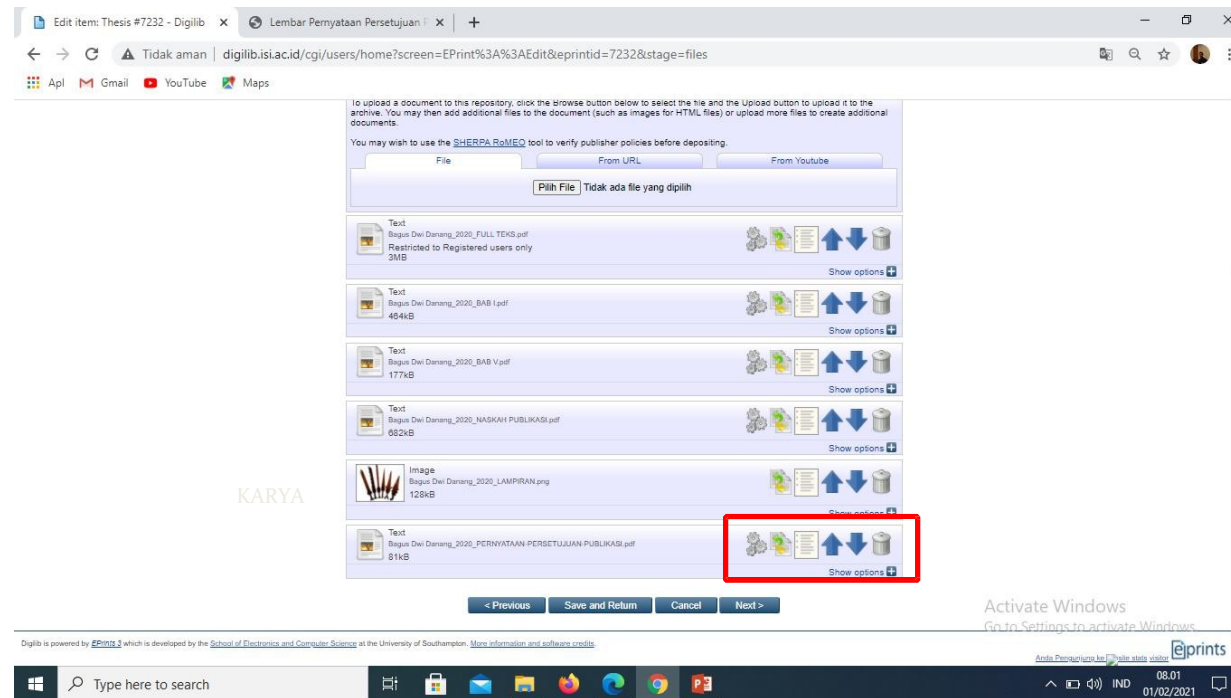 Edit item: Thesis #7232 - Digilib
Lembar Pernyataan Persetujuan
Tidak aman | digilib.isi.ac.id/cgi/users/home?screen=EPrint%3A%3AEdit&eprintid=7232&stage=files
Apl Gmail YouTube Maps
To upload a document to this repository, click the Browse button below to select the file and the Upload button to upload it to the
archive. You may then add additional files to the document (such as images for HTML files) or upload more files to create additional
documents.
You may wish to use the SHERPA RoMEO tool to verify publisher policies before depositing.
File From URL From Youtube
Pilih File Tidak ada file yang dipilih
Text
Bagus Dwi Danang_2020_FULL TEKS.pdf
Restricted to Registered users only
3MB
Show options
Text
Bagus Dwi Danang_2020_BAB I.pdf
464kB
Show options
Text
Bagus Dwi Danang_2020_BAB V.pdf
177kB
Show options
Text
Bagus Dwi Danang_2020_NASKAH PUBLIKASI.pdf
682kB
Show options
Image
Bagus Dwi Danang_2020_LAMPIRAN.png
128kB
Show options
KARYA
Text
Bagus Dwi Danang_2020_PERNYATAAN-PERSETUJUAN-PUBLIKASI.pdf
81kB
Show options
< Previous Save and Return Cancel Next >
Activate Windows
Go to Settings to activate Windows.
Digilib is powered by EPrints 3 which is developed by the School of Electronics and Computer Science at the University of Southampton. More information and software credits.
Anda Pengunjung ke site stats visitor
eprints
Type here to search
IND
08.01
01/02/2021